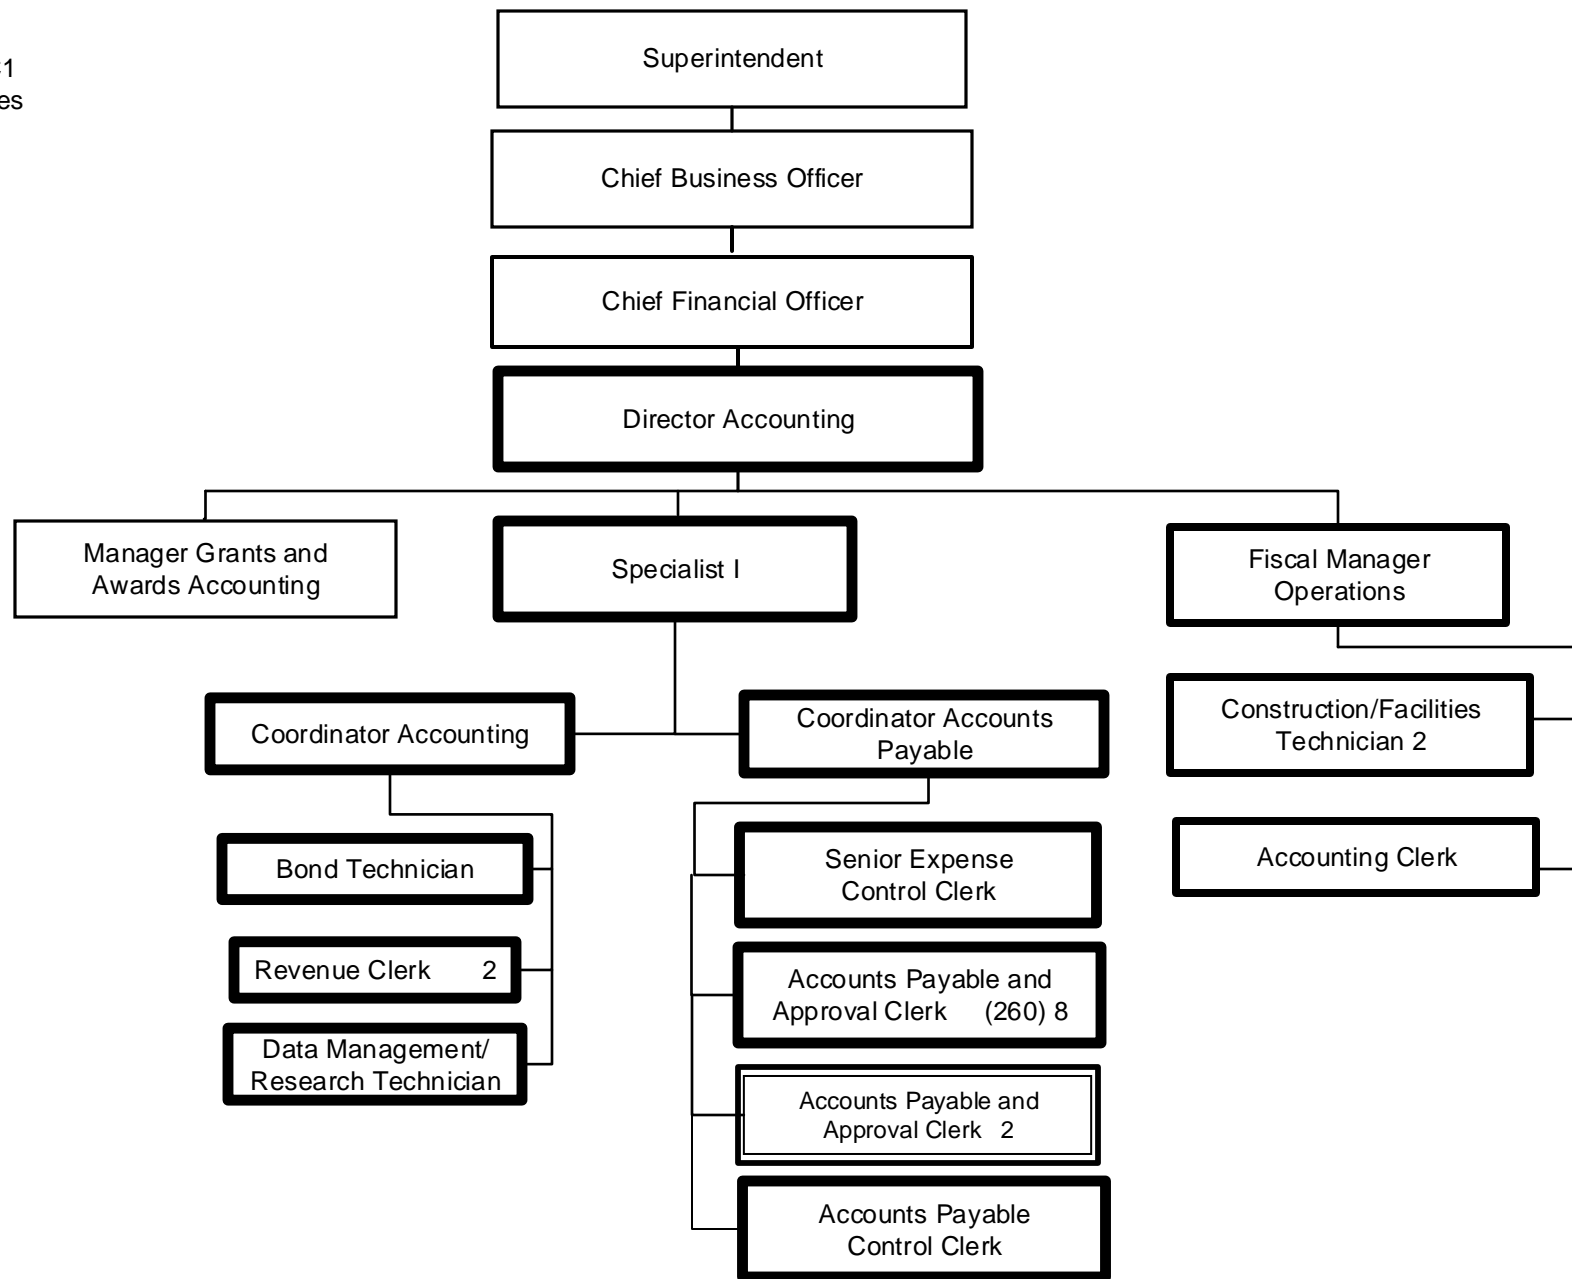 Superintendent
es
Chief Business Officer
Chief Financial Officer
Director Accounting
Manager Grants and
Awards Accounting
Specialist I
Fiscal Manager
Operations
Coordinator Accounting
Coordinator Accounts
Payable
Construction/Facilities
Technician 2
Bond Technician
Revenue Clerk 2
Data Management/
Research Technician
Senior Expense
Control Clerk
Accounts Payable and
Approval Clerk (260) 8
Accounts Payable and
Approval Clerk 2
Accounts Payable
Control Clerk
Accounting Clerk